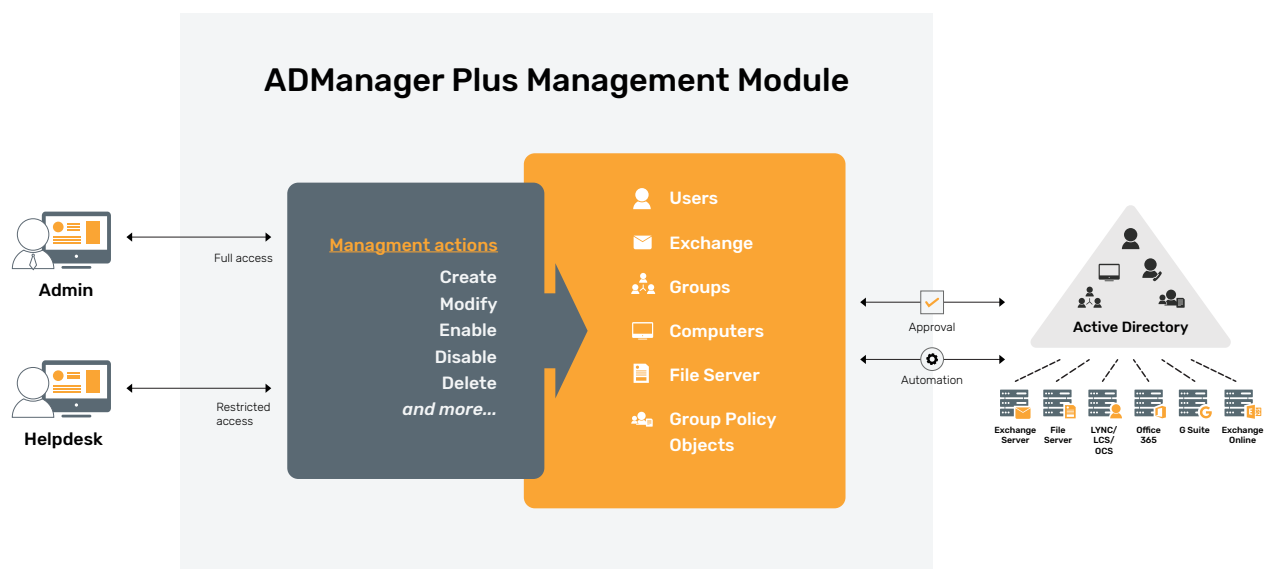 ADManager Plus Management Module
Full access
Admin
Restricted
access
Helpdesk
Managment actions
Create
Modify
Enable
Disable
Delete
and more...
Users
Exchange
Groups
Computers
File Server
Group Policy
Objects
Approval
Automation
Active Directory
Exchange
Server
File
Server
LYNC/
LCS/
OCS
Office
365
G Suite
Exchange
Online